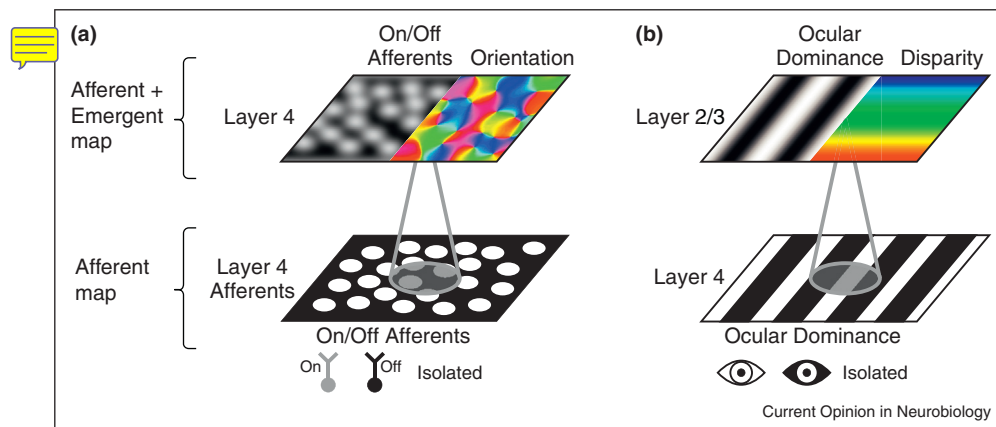 (a)
On/Off
Afferents Orientation
Afferent +
Emergent
map
Layer 4
Afferent
map
Layer 4
Afferents
On/Off Afferents
On Off Isolated
(b)
Ocular
Dominance Disparity
Layer 2/3
Layer 4
Ocular Dominance
Isolated
Current Opinion in Neurobiology